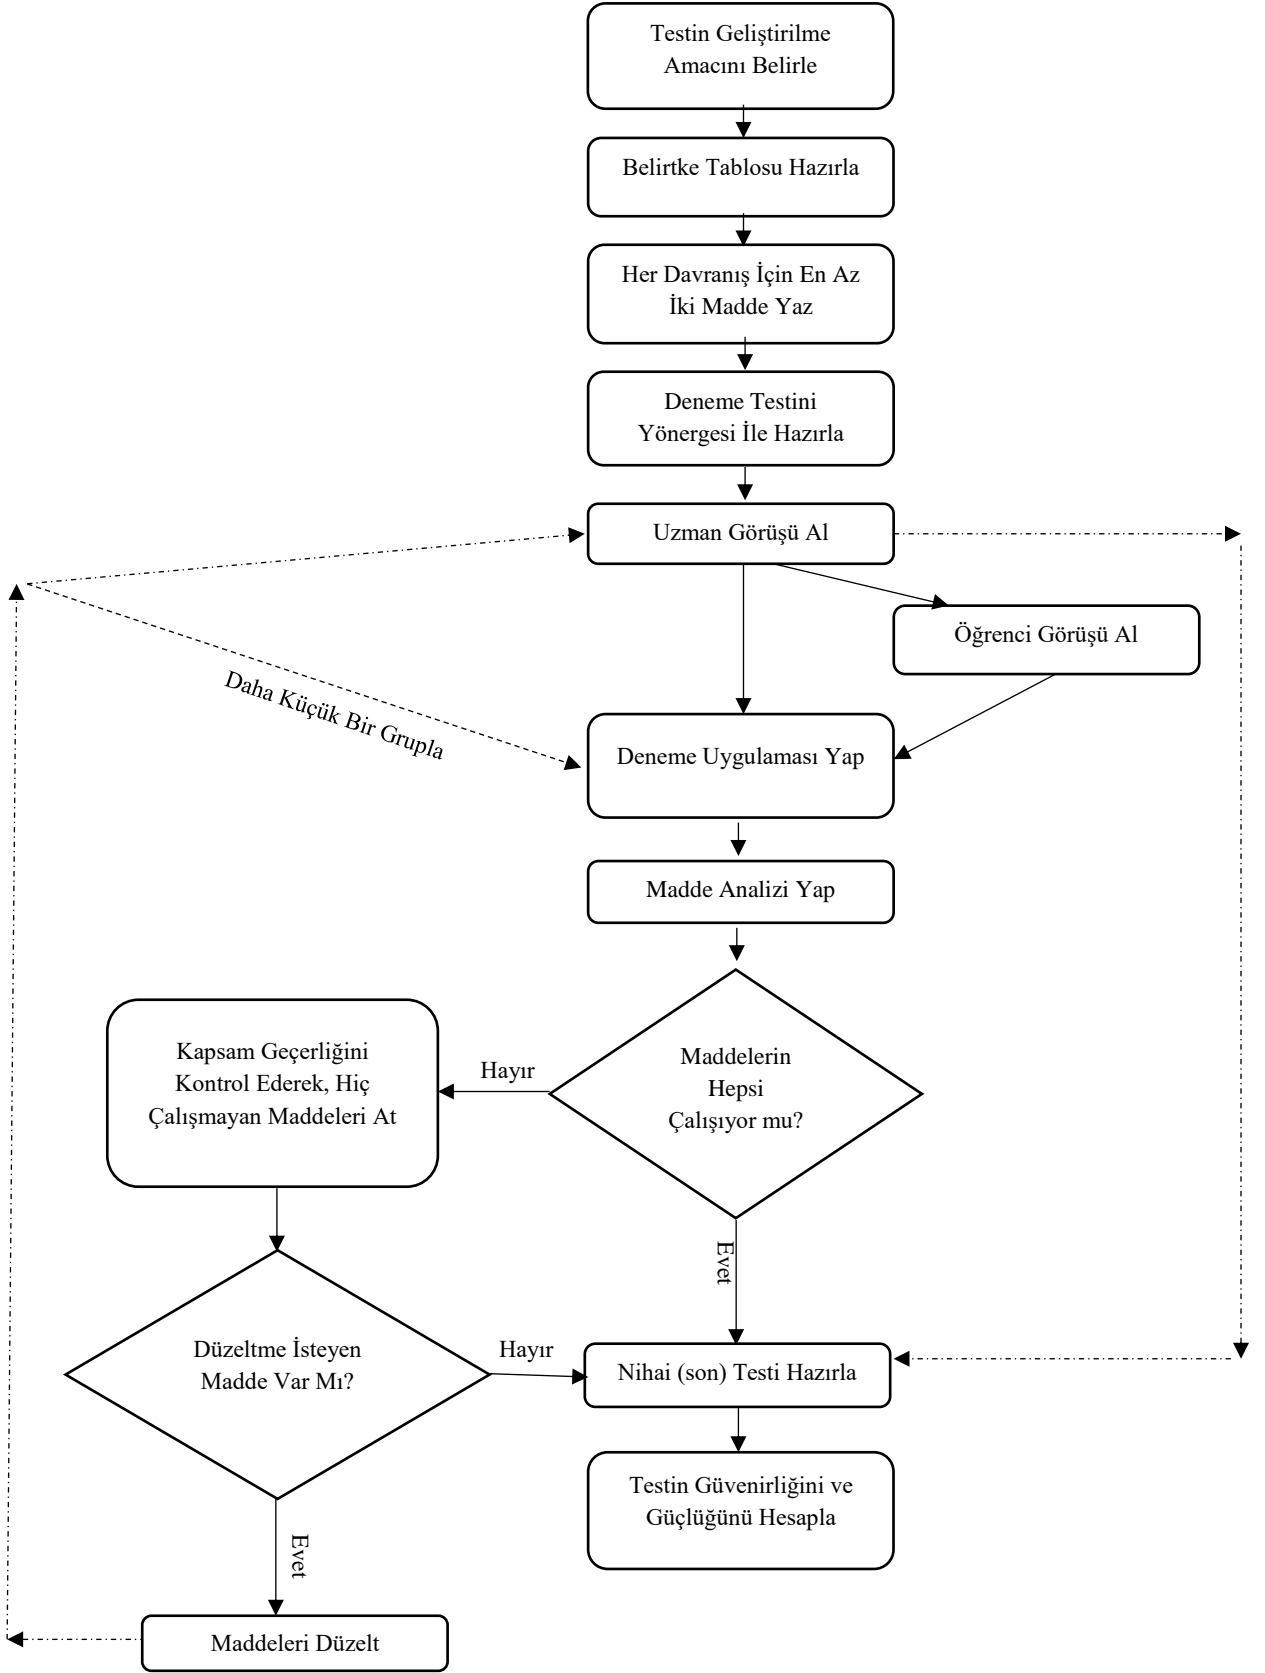 Testin Geliştirilme
Amacını Belirle
Belirtke Tablosu Hazırla
Her Davranış İçin En Az
İki Madde Yaz
Deneme Testini
Yönergesi İle Hazırla
Uzman Görüşü Al
Öğrenci Görüşü Al
Daha Küçük Bir Grupla
Deneme Uygulaması Yap
Madde Analizi Yap
Maddelerin
Hepsi
Çalışıyor mu?
Hayır
Kapsam Geçerliğini
Kontrol Ederek, Hiç
Çalışmayan Maddeleri At
Evet
Düzeltme İsteyen
Madde Var Mı?
Hayır
Nihai (son) Testi Hazırla
Testin Güvenirliğini ve
Güçlüğünü Hesapla
Evet
Maddeleri Düzelt